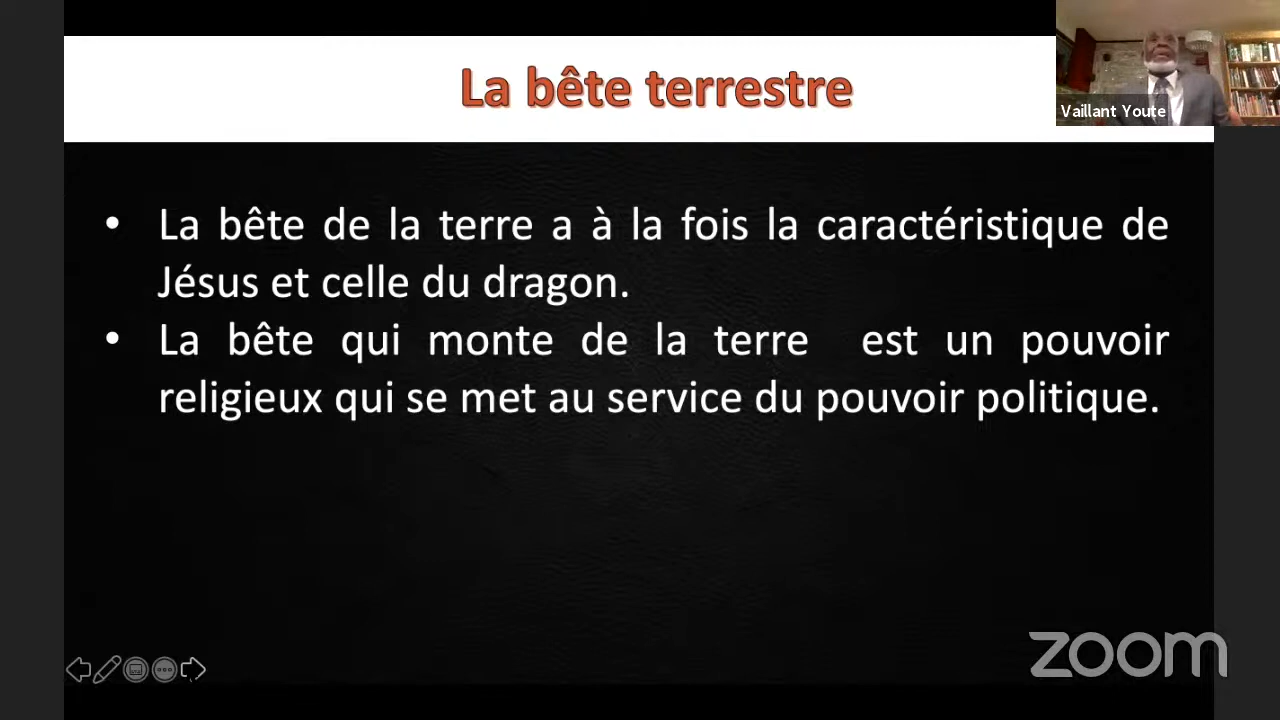 La bête terrestre
Vaillant Youte
• La bête de la terre a à la fois la caractéristique de
Jésus et celle du dragon.
• La bête qui monte de la terre est un pouvoir
religieux qui se met au service du pouvoir politique.
zoom